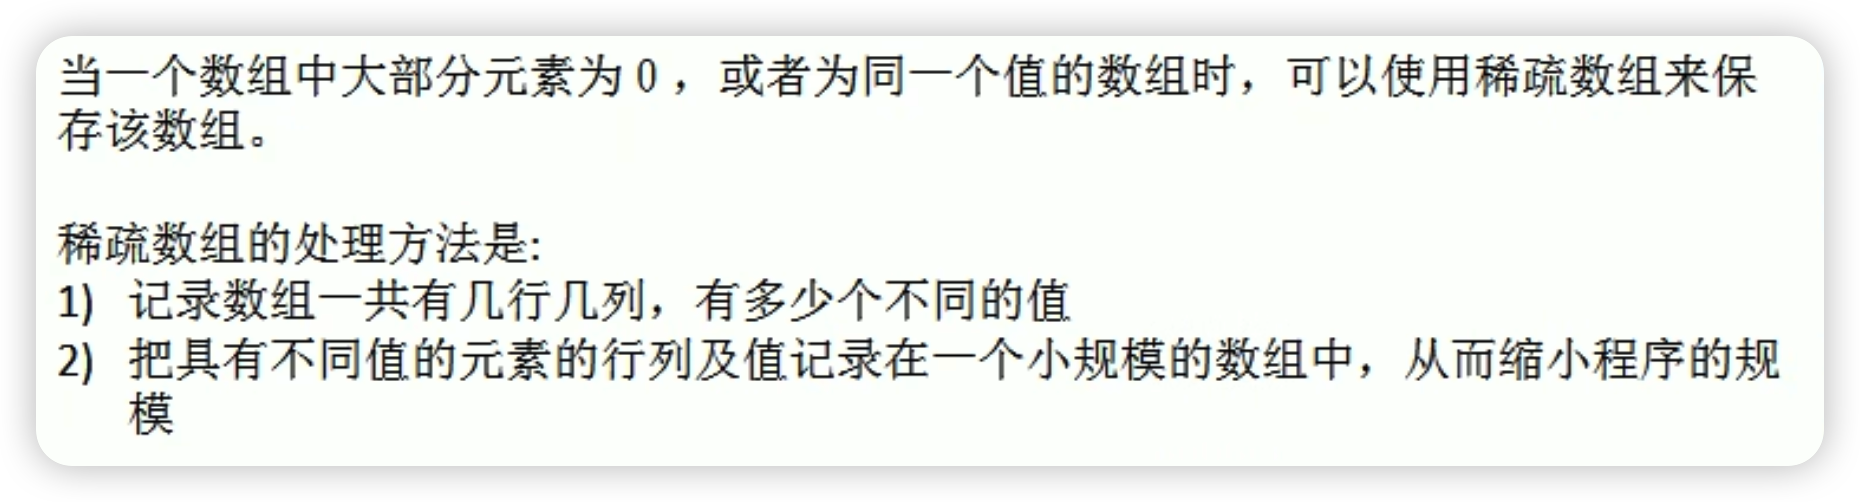 当一个数组中大部分元素为0，或者为同一个值的数组时，可以使用稀疏数组来保
存该数组。
稀疏数组的处理方法是:
1) 记录数组一共有几行几列，有多少个不同的值
2) 把具有不同值的元素的行列及值记录在一个小规模的数组中，从而缩小程序的规
模